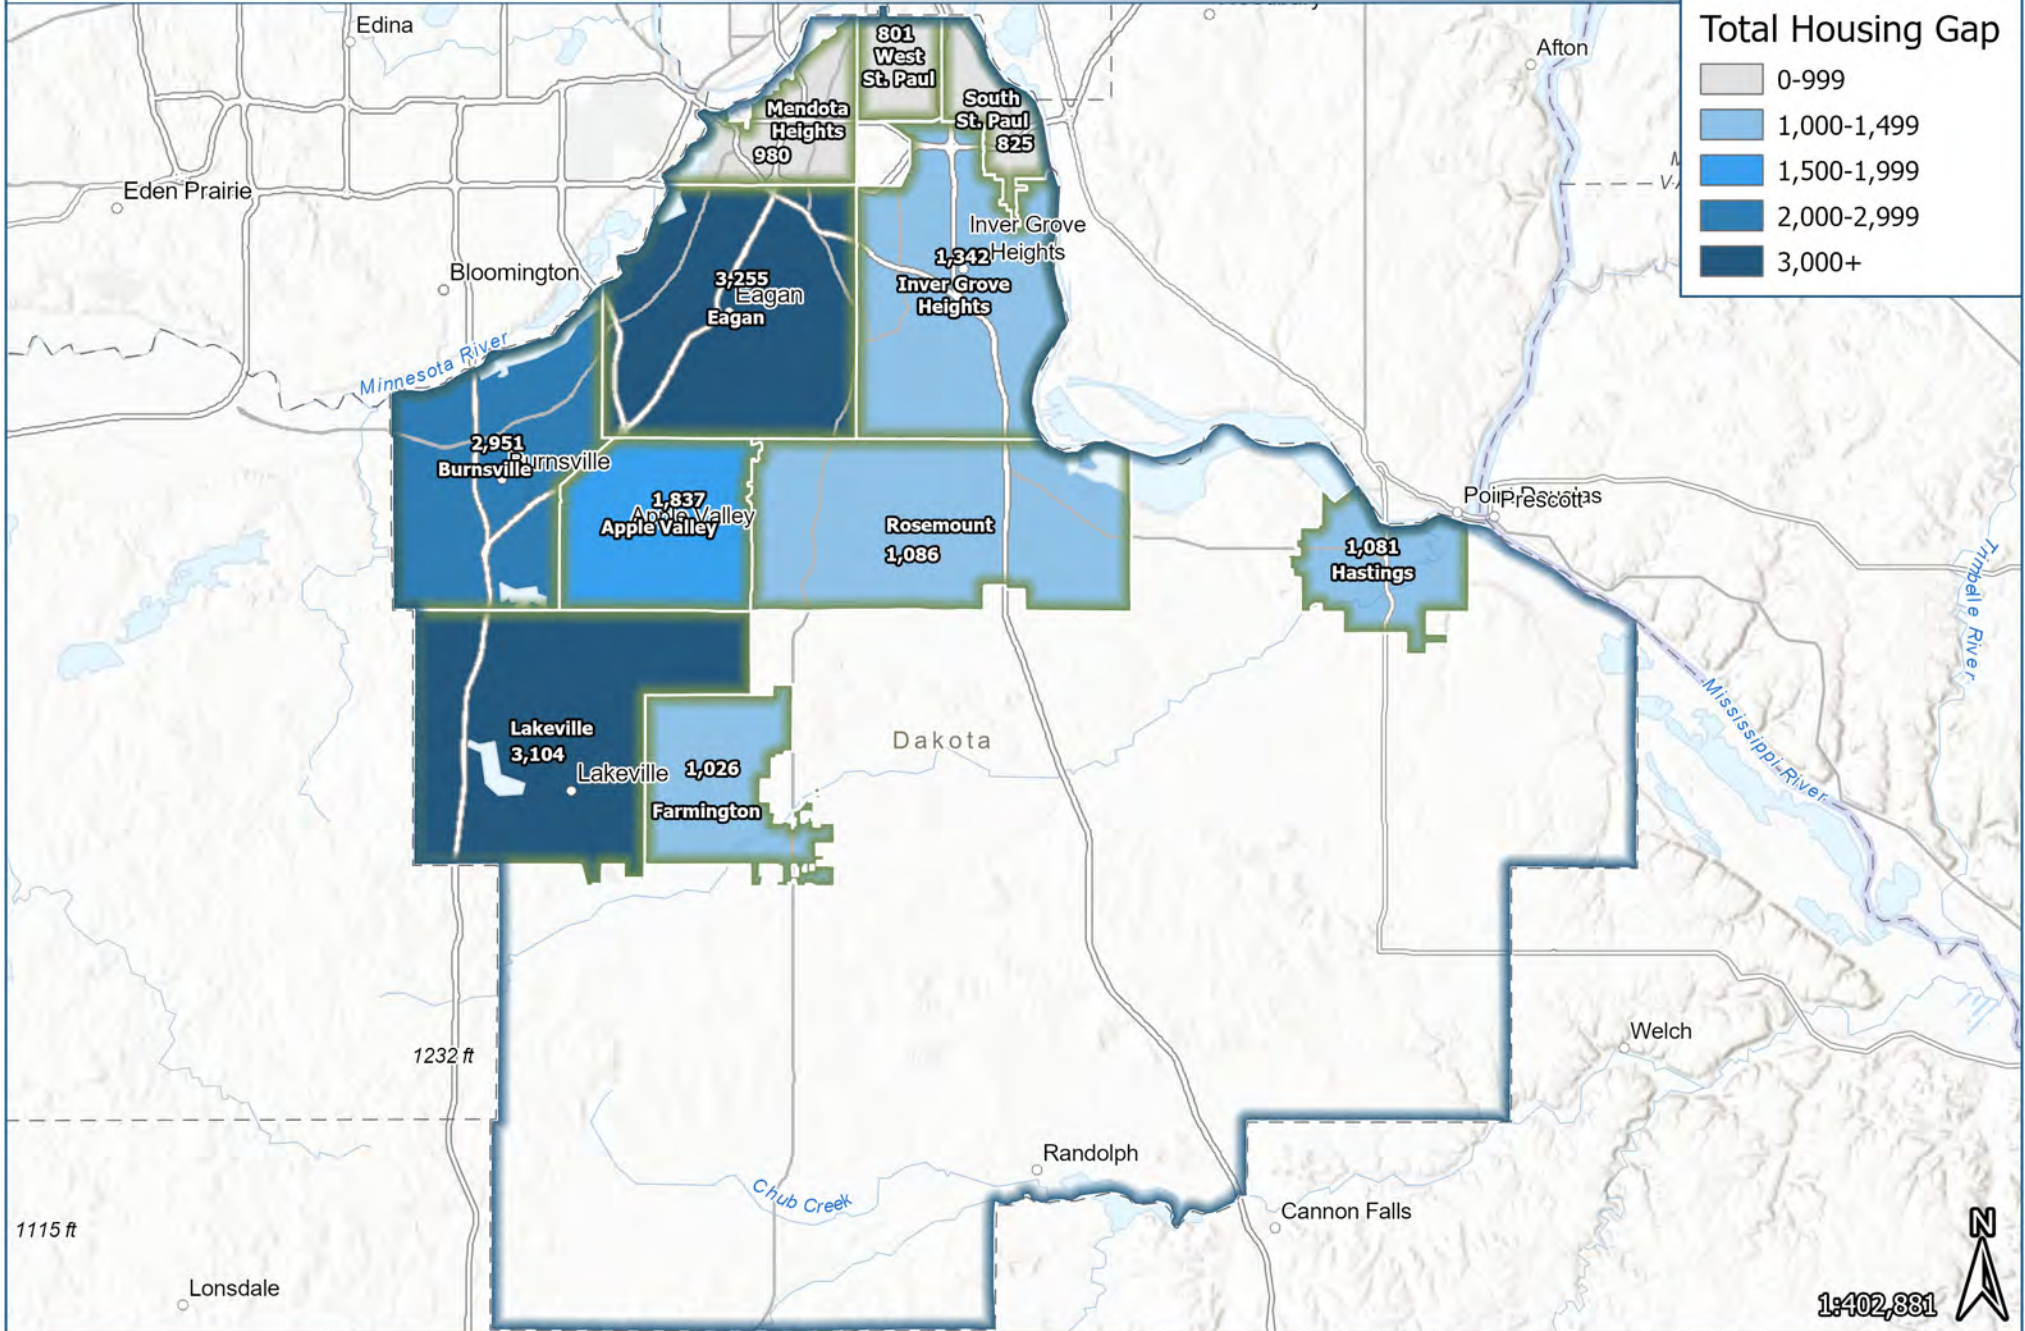 Total Housing Gap
0-999
1,000-1,499
1,500-1,999
2,000-2,999
3,000+
Edina
Afton
801
West
St. Paul
Mendota
Heights
980
South
St. Paul
825
Eden Prairie
Inver Grove
Heights
1,342
Inver Grove
Heights
Bloomington
3,255
Eagan
Eagan
Minnesota River
2,951
Burnsville
Burnsville
1,837
Apple Valley
Apple Valley
Rosemount
1,086
Prescott
1,081
Hastings
Trimbelle River
Mississippi River
Lakeville
3,104
Lakeville
1,026
Farmington
Dakota
1232 ft
Welch
Randolph
Chub Creek
Cannon Falls
1115 ft
Lonsdale
N
1:402,881